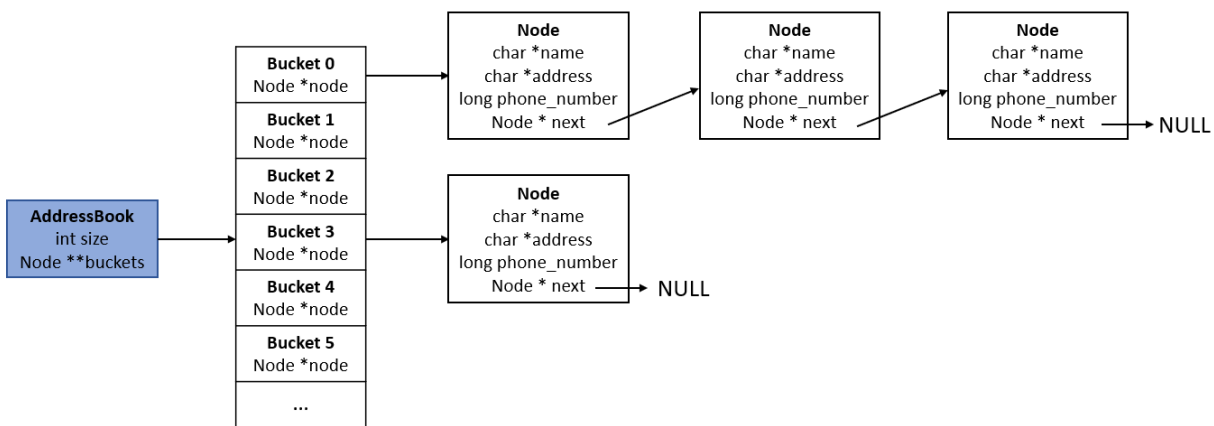 AddressBook
int size
Node **buckets
Bucket 0
Node *node
Bucket 1
Node *node
Bucket 2
Node *node
Bucket 3
Node *node
Bucket 4
Node *node
Bucket 5
Node *node
...
Node
char *name
char *address
long phone_number
Node * next
Node
char *name
char *address
long phone_number
Node * next
Node
char *name
char *address
long phone_number
Node * next
NULL
Node
char *name
char *address
long phone_number
Node * next
NULL